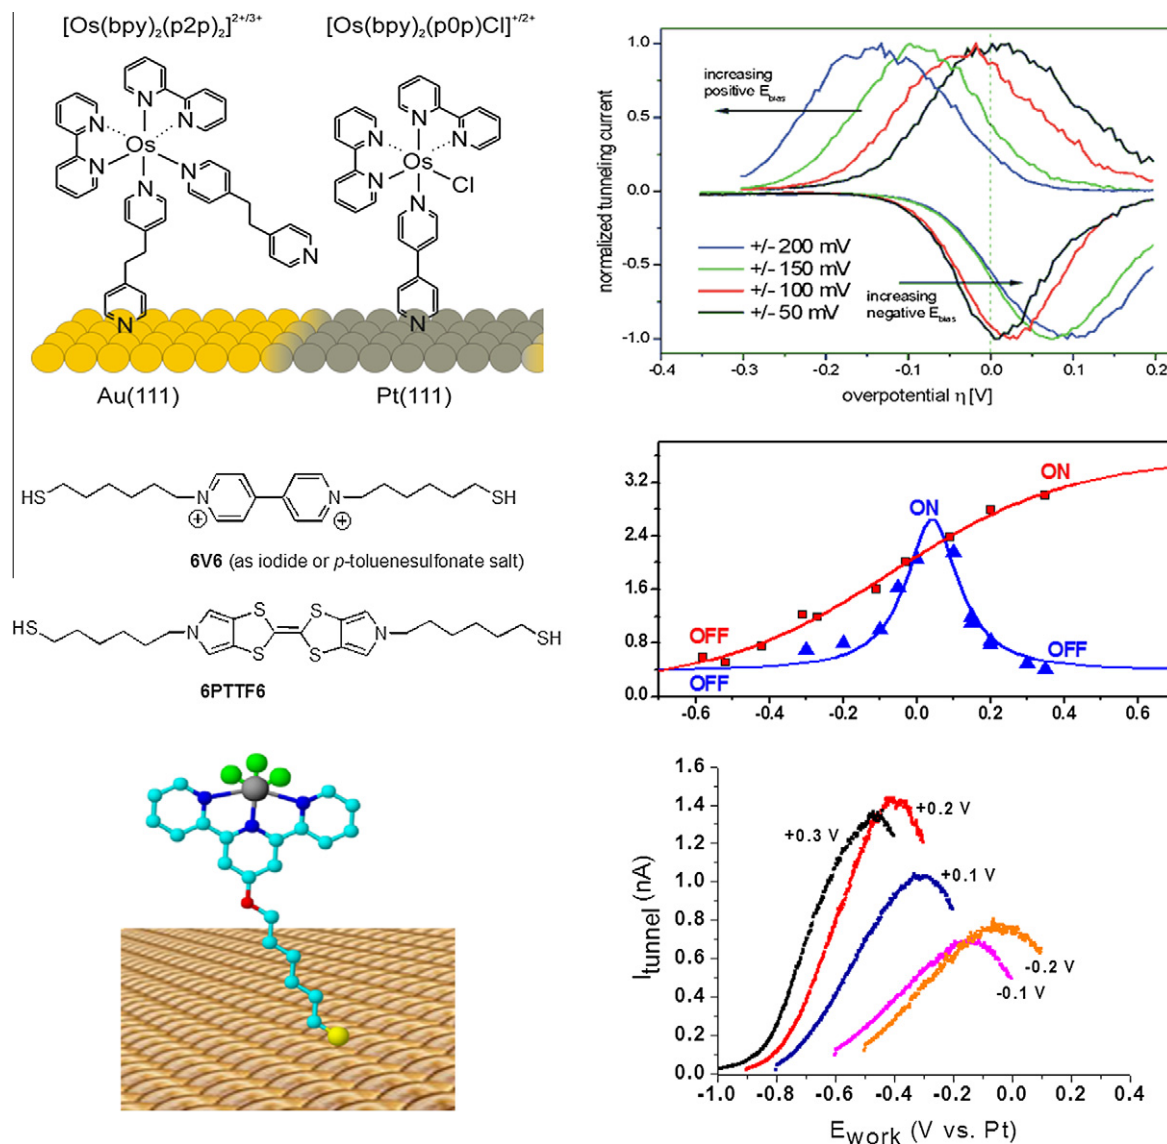 [Os(bpy)₂(p2p)₂]²⁺/³⁺
[Os(bpy)₂(p0p)Cl]⁺/²⁺
N
N
N
N
Os
N
N
N
N
N
N
N
N
Os
Cl
N
N
Au(111)
Pt(111)
normalized tunneling current
1.0
0.5
0.0
-0.5
-1.0
increasing
positive E_bias
+/- 200 mV
+/- 150 mV
+/- 100 mV
+/- 50 mV
increasing
negative E_bias
-0.4
-0.3
-0.2
-0.1
0.0
0.1
0.2
overpotential η [V]
HS
N
⊕
N
⊕
SH
6V6 (as iodide or p-toluenesulfonate salt)
HS
N
S
S
S
S
N
SH
6PTTF6
3.2
2.4
1.6
0.8
0.0
ON
ON
OFF
OFF
OFF
-0.6
-0.4
-0.2
0.0
0.2
0.4
0.6
I_tunnel (nA)
1.6
1.4
1.2
1.0
0.8
0.6
0.4
0.2
0.0
+0.3 V
+0.2 V
+0.1 V
-0.2 V
-0.1 V
-1.0
-0.8
-0.6
-0.4
-0.2
0.0
0.2
0.4
E_work (V vs. Pt)